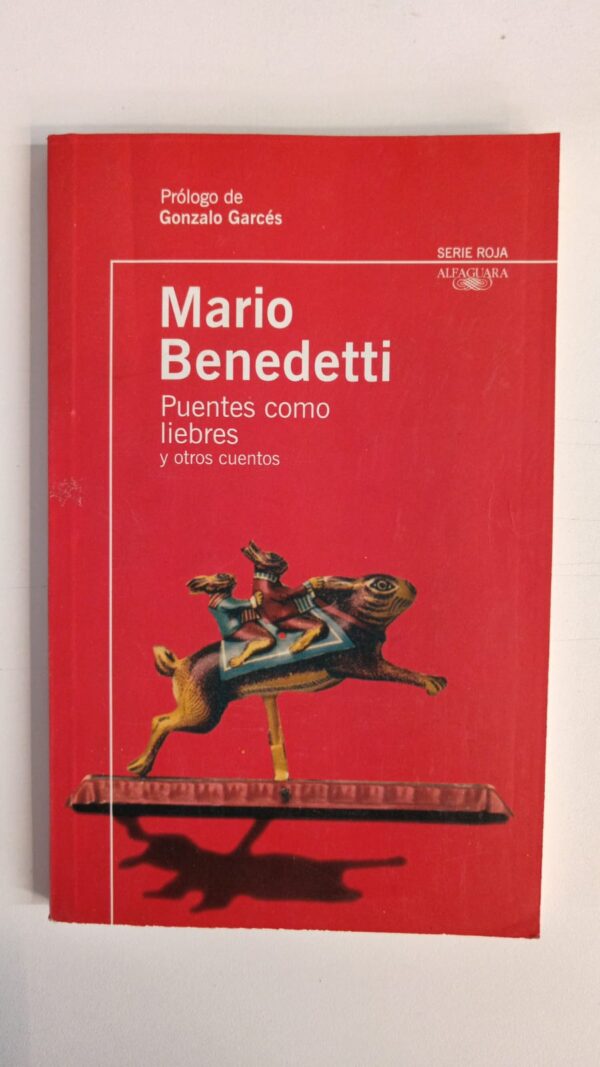 Prólogo de
Gonzalo Garcés
SERIE ROJA
ALFAGUARA
Mario
Benedetti
Puentes como
liebres
y otros cuentos